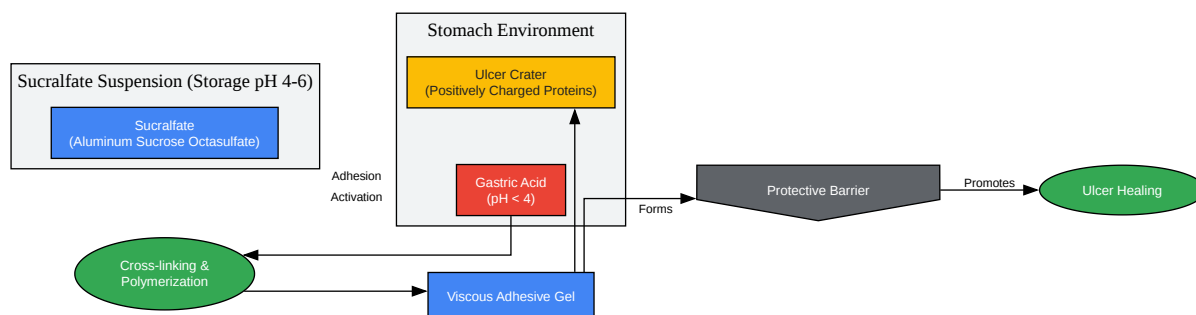 Stomach Environment
Ulcer Crater
(Positively Charged Proteins)
Sucralfate Suspension (Storage pH 4-6)
Sucralfate
(Aluminum Sucrose Octasulfate)
Adhesion
Activation
Gastric Acid
(pH < 4)
Forms
Protective Barrier
Promotes
Ulcer Healing
Cross-linking &
Polymerization
Viscous Adhesive Gel